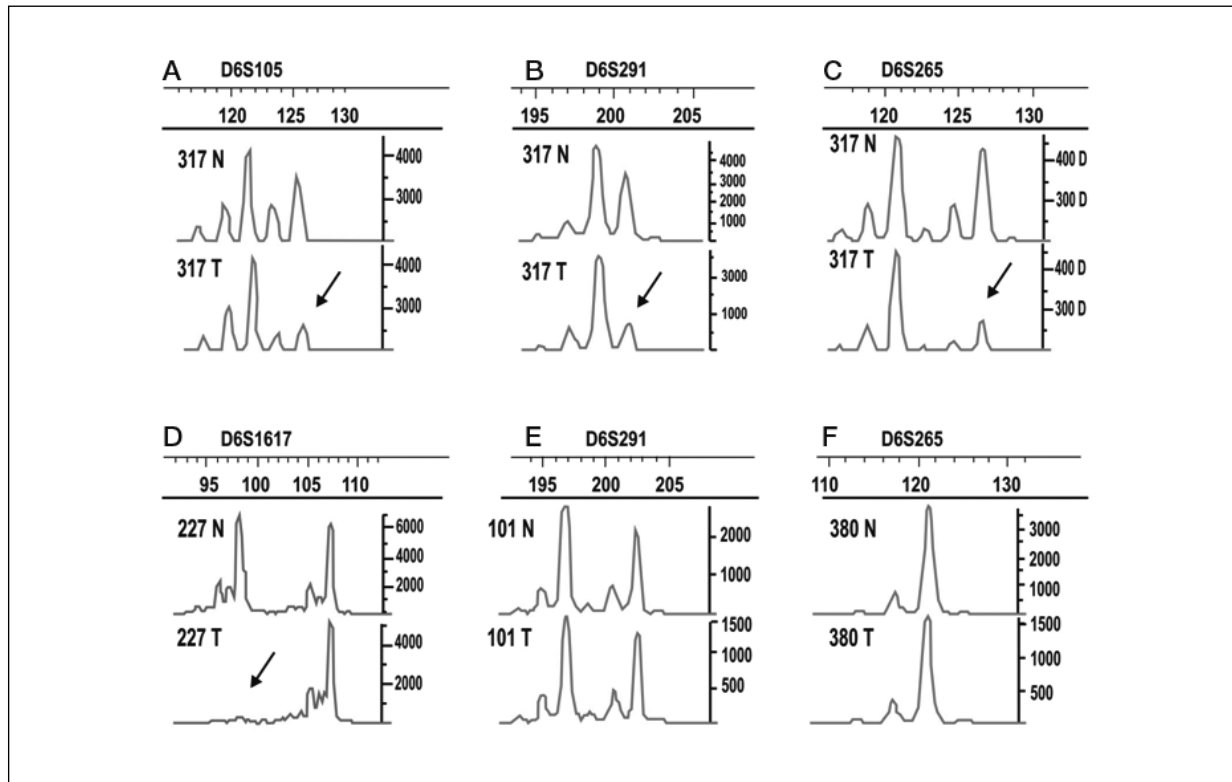 A D6S105
120 125 130
317 N
4000
3000
317 T
4000
3000
B D6S291
195 200 205
317 N
4000
3000
2000
1000
317 T
3000
1000
C D6S265
120 125 130
317 N
400 D
300 D
317 T
400 D
300 D
D D6S1617
95 100 105 110
227 N
6000
4000
2000
227 T
4000
2000
E D6S291
195 200 205
101 N
2000
1000
101 T
1500
1000
500
F D6S265
110 120 130
380 N
3000
2000
1000
380 T
1500
1000
500